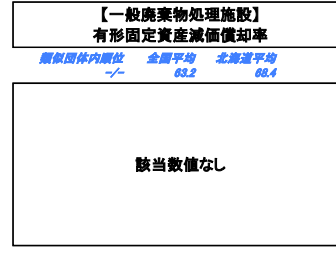 【一般廃棄物処理施設】
有形固定資産減価償却率
類似団体内順位 全国平均 北海道平均
-/- 63.2 68.4
該当数値なし